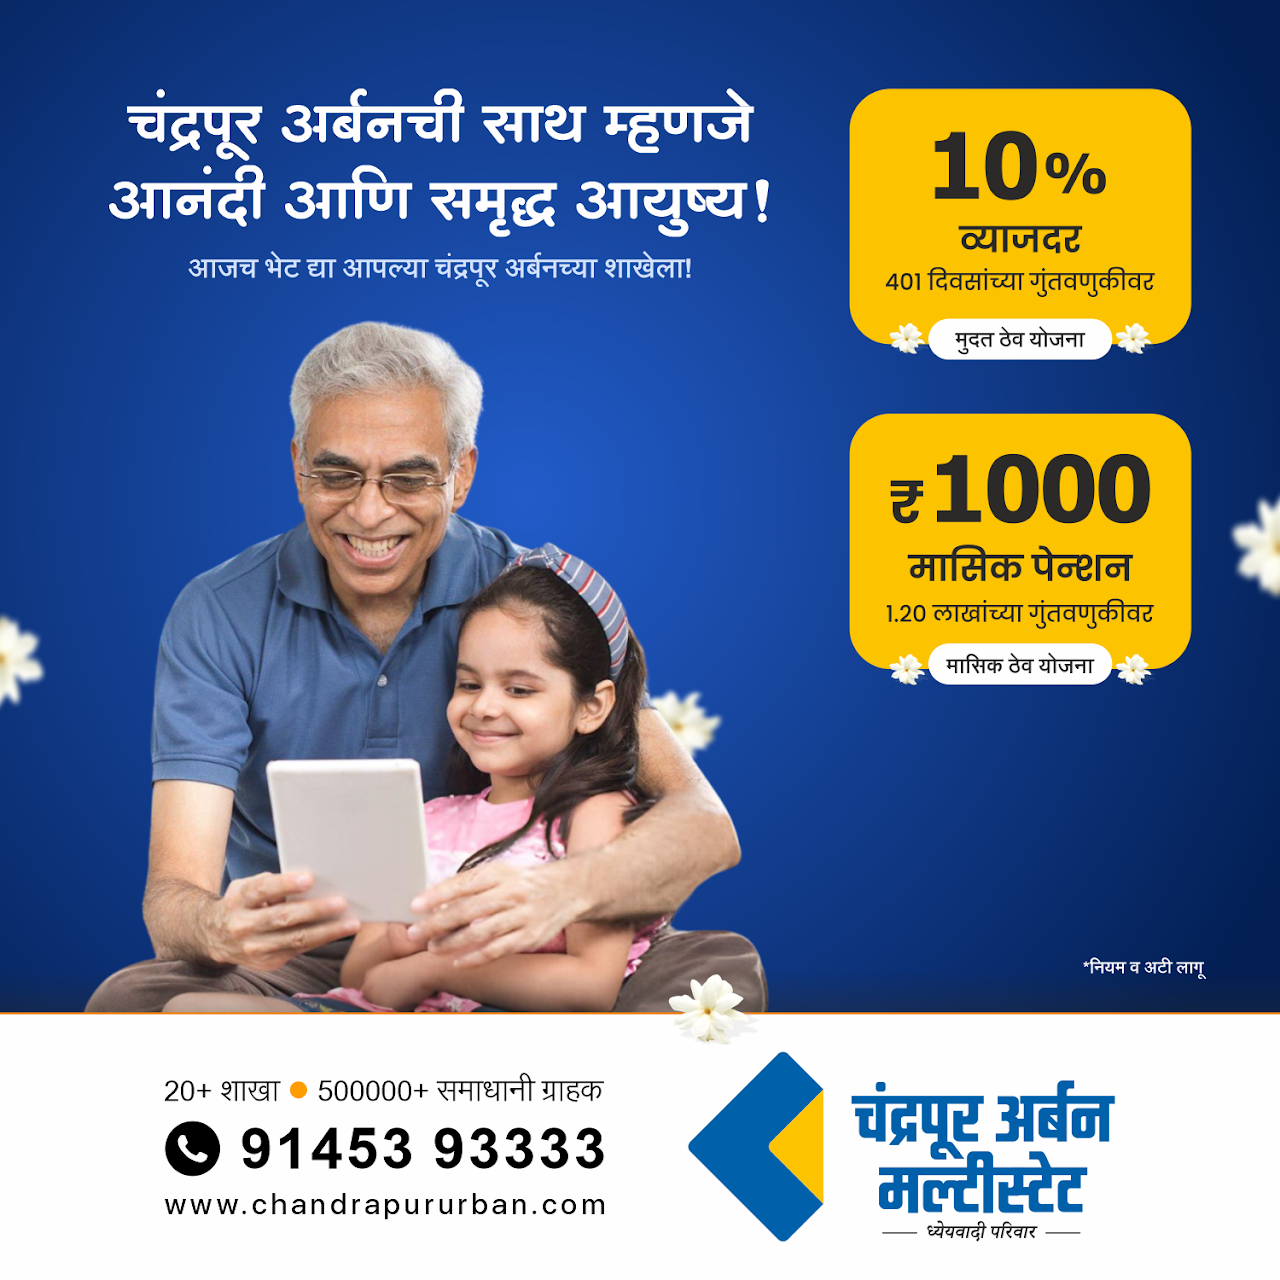 चंद्रपूर अर्बनची साथ म्हणजे
आनंदी आणि समृद्ध आयुष्य!
आजच भेट द्या आपल्या चंद्रपूर अर्बनच्या शाखेला!
10%
व्याजदर
401 दिवसांच्या गुंतवणुकीवर
मुदत ठेव योजना
₹1000
मासिक पेन्शन
1.20 लाखांच्या गुंतवणुकीवर
मासिक ठेव योजना
*नियम व अटी लागू
20+ शाखा ● 500000+ समाधानी ग्राहक
91453 93333
www.chandrapururban.com
चंद्रपूर अर्बन
मल्टीस्टेट
ध्येयवादी परिवार